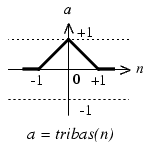 a
+1
n
-1 0 +1
-1
a = tribas(n)